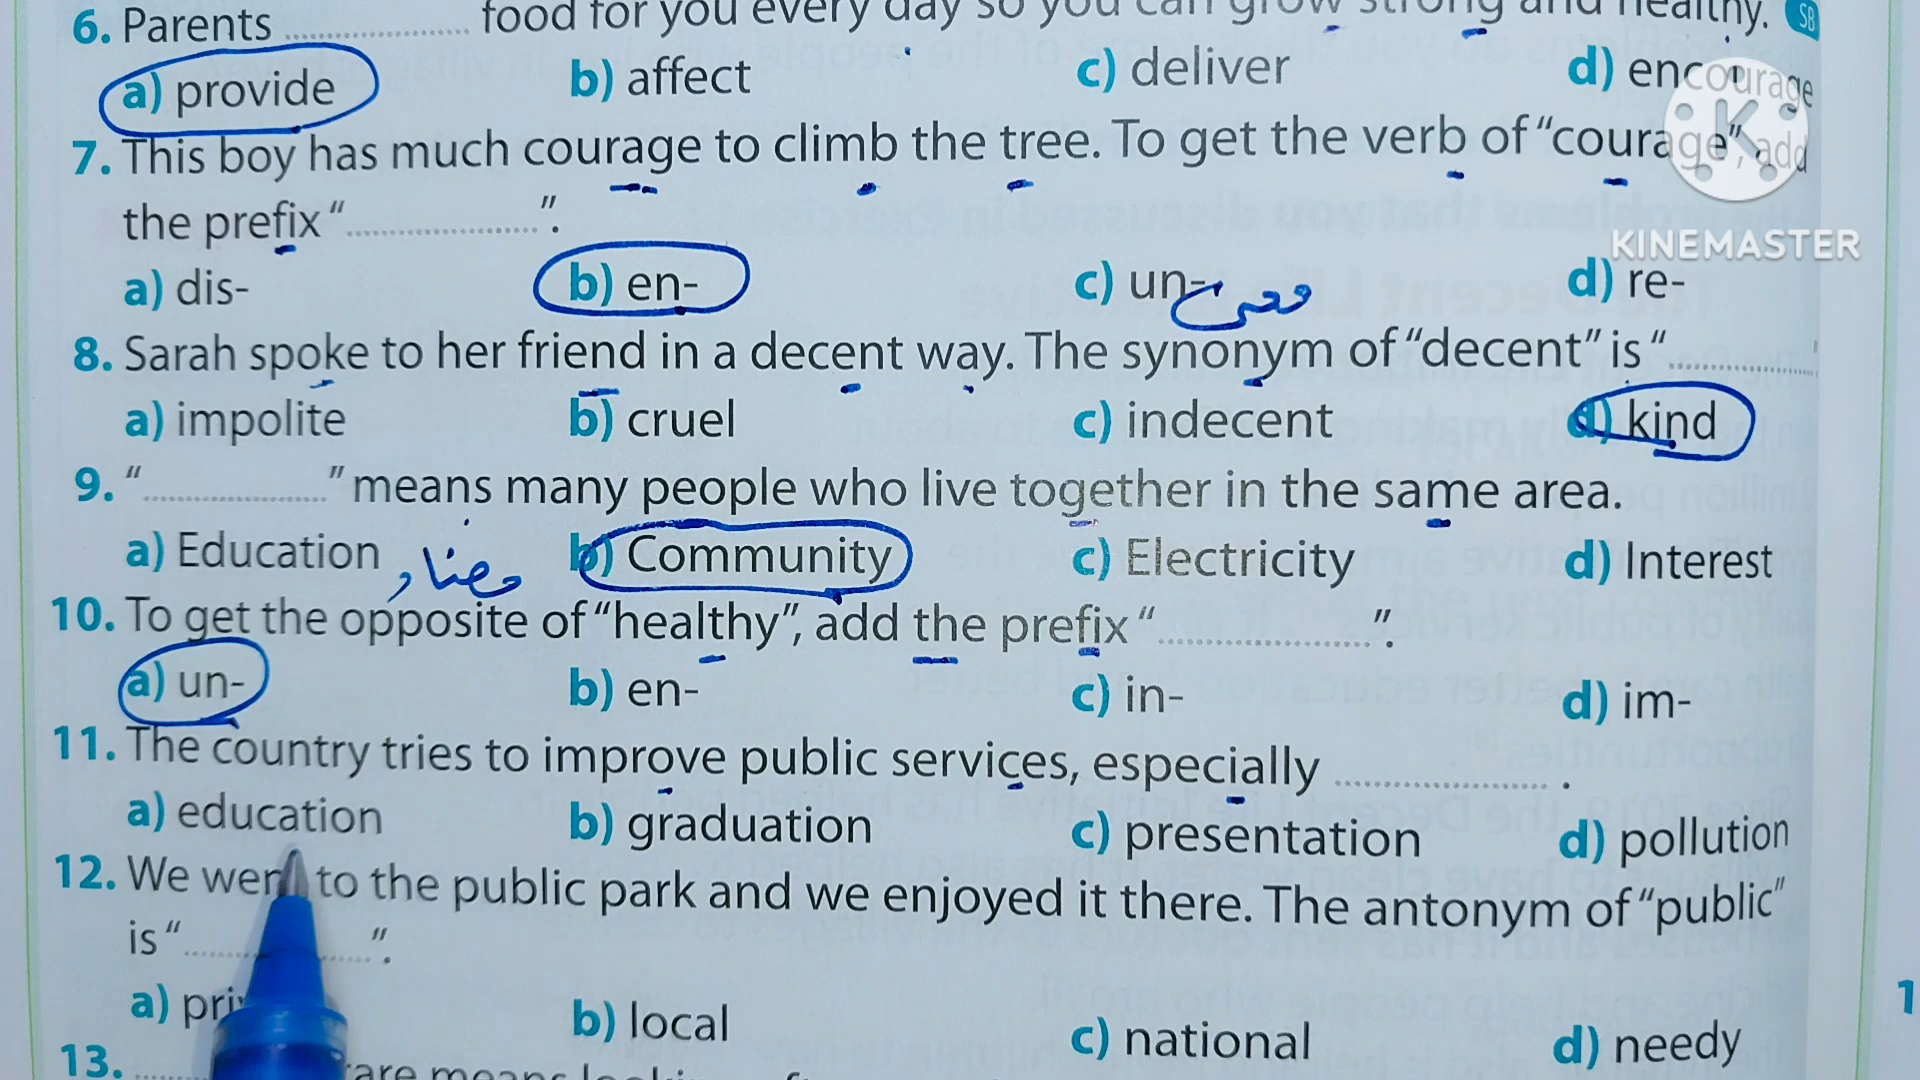 6. Parents .................... food for you every day so you can grow strong and healthy. SB
a) provide b) affect c) deliver d) encourage
7. This boy has much courage to climb the tree. To get the verb of "courage", add
the prefix "....................".
a) dis- b) en- c) un- d) re-
KINEMASTER
8. Sarah spoke to her friend in a decent way. The synonym of "decent" is "....................
a) impolite b) cruel c) indecent d) kind
9. "...................." means many people who live together in the same area.
a) Education b) Community c) Electricity d) Interest
10. To get the opposite of "healthy", add the prefix "....................".
a) un- b) en- c) in- d) im-
11. The country tries to improve public services, especially .................... .
a) education b) graduation c) presentation d) pollution
12. We went to the public park and we enjoyed it there. The antonym of "public"
is "....................".
a) b) local c) national d) needy
13. .......... means